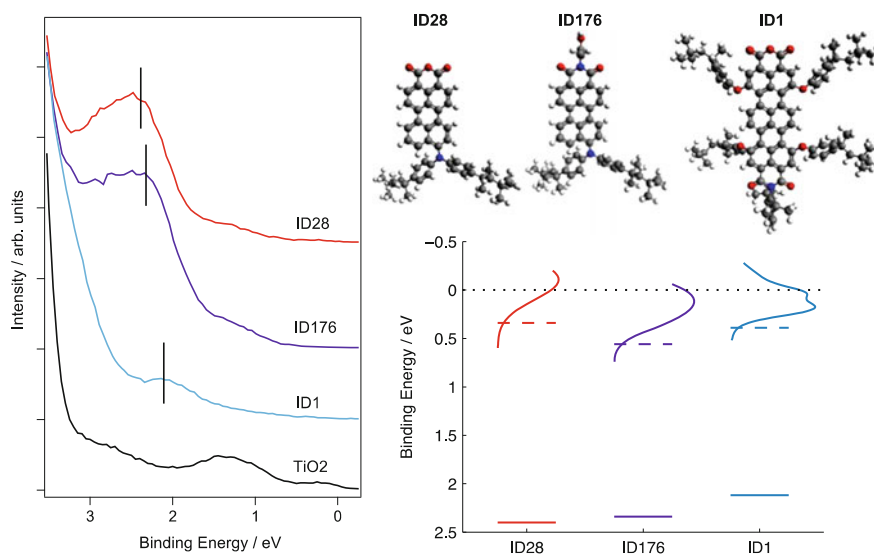 ID28
ID176
ID1
Intensity / arb. units
ID28
ID176
ID1
TiO2
3
2
1
0
Binding Energy / eV
−0.5
0
0.5
1
1.5
2
2.5
Binding Energy / eV
ID28
ID176
ID1